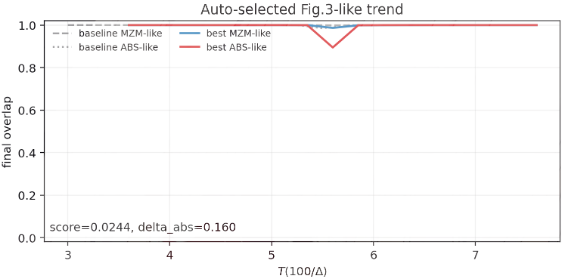 Auto-selected Fig.3-like trend
1.0
0.8
0.6
0.4
0.2
0.0
final overlap
baseline MZM-like
baseline ABS-like
best MZM-like
best ABS-like
score=0.0244, delta_abs=0.160
3 4 5 6 7
T(100/Δ)